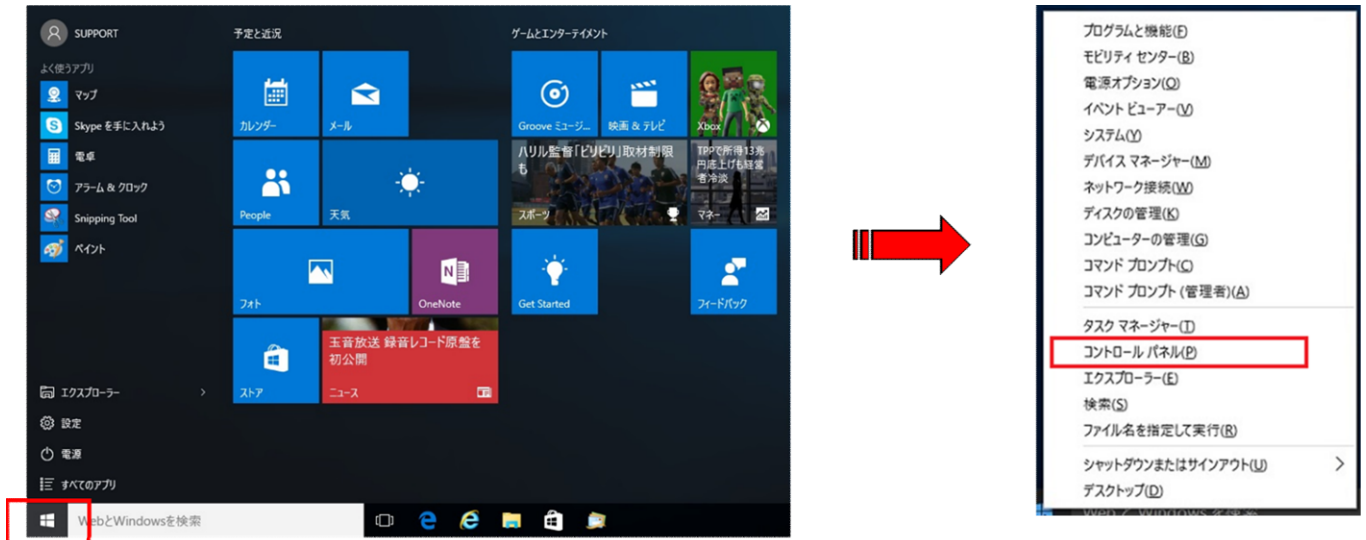 SUPPORT
よく使うアプリ
マップ
Skype を手に入れよう
電卓
アラーム & クロック
Snipping Tool
ペイント
エクスプローラー
設定
電源
すべてのアプリ
WebとWindowsを検索
予定と近況
カレンダー
メール
People
天気
フォト
OneNote
ストア
玉音放送 録音レコード原盤を
初公開
ニュース
ゲームとエンターテイメント
Groove ミュージ...
映画 & テレビ
Xbox
ハリル監督「ピリピリ」取材制限
も
スポーツ
TPPで所得13兆
円底上げも経営
者冷淡
マネー
Get Started
フィードバック
プログラムと機能(F)
モビリティ センター(B)
電源オプション(O)
イベント ビューアー(V)
システム(Y)
デバイス マネージャー(M)
ネットワーク接続(W)
ディスクの管理(K)
コンピューターの管理(G)
コマンド プロンプト(C)
コマンド プロンプト (管理者)(A)
タスク マネージャー(T)
コントロール パネル(P)
エクスプローラー(E)
検索(S)
ファイル名を指定して実行(R)
シャットダウンまたはサインアウト(U)
デスクトップ(D)
Web と Windows を検索